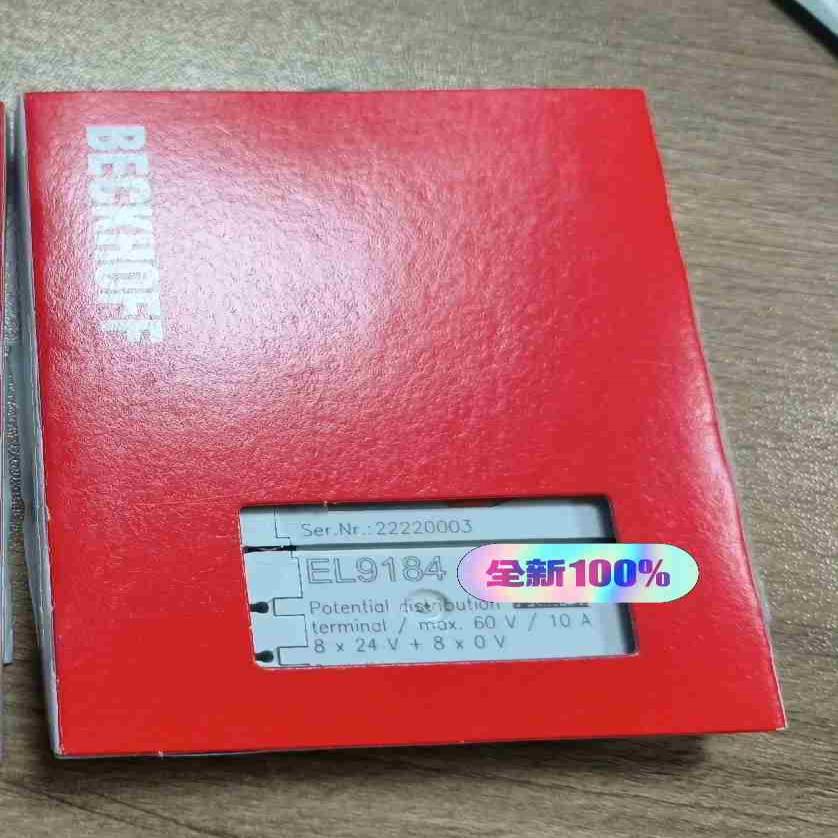 BECKHOFF
Ser.Nr.:22220003
EL9184
全新100%
Potential distribution
terminal / max. 60 V / 10 A
8 x 24 V + 8 x 0 V